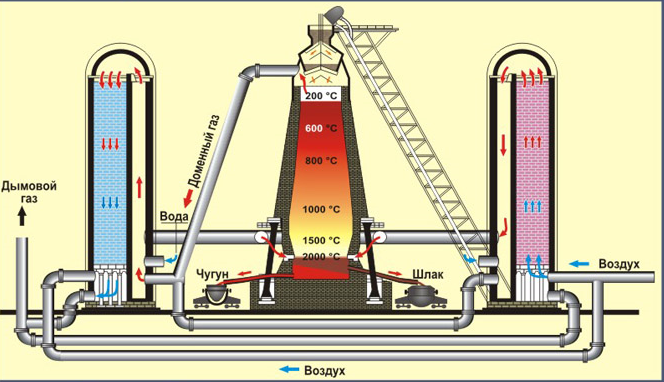 200 °C
600 °C
800 °C
1000 °C
1500 °C
2000 °C
Доменный газ
Дымовой
газ
Вода
Чугун
Шлак
Воздух
Воздух